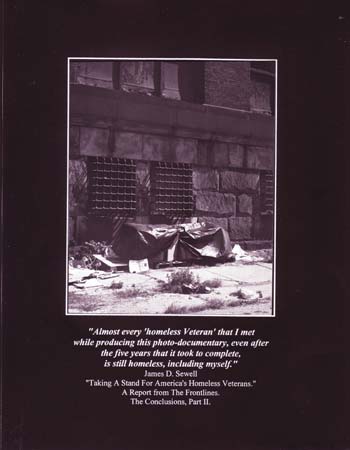 "Almost every 'homeless Veteran' that I met
while producing this photo-documentary, even after
the five years that it took to complete,
is still homeless, including myself."
James D. Sewell
"Taking A Stand For America's Homeless Veterans."
A Report from The Frontlines.
The Conclusions, Part II.